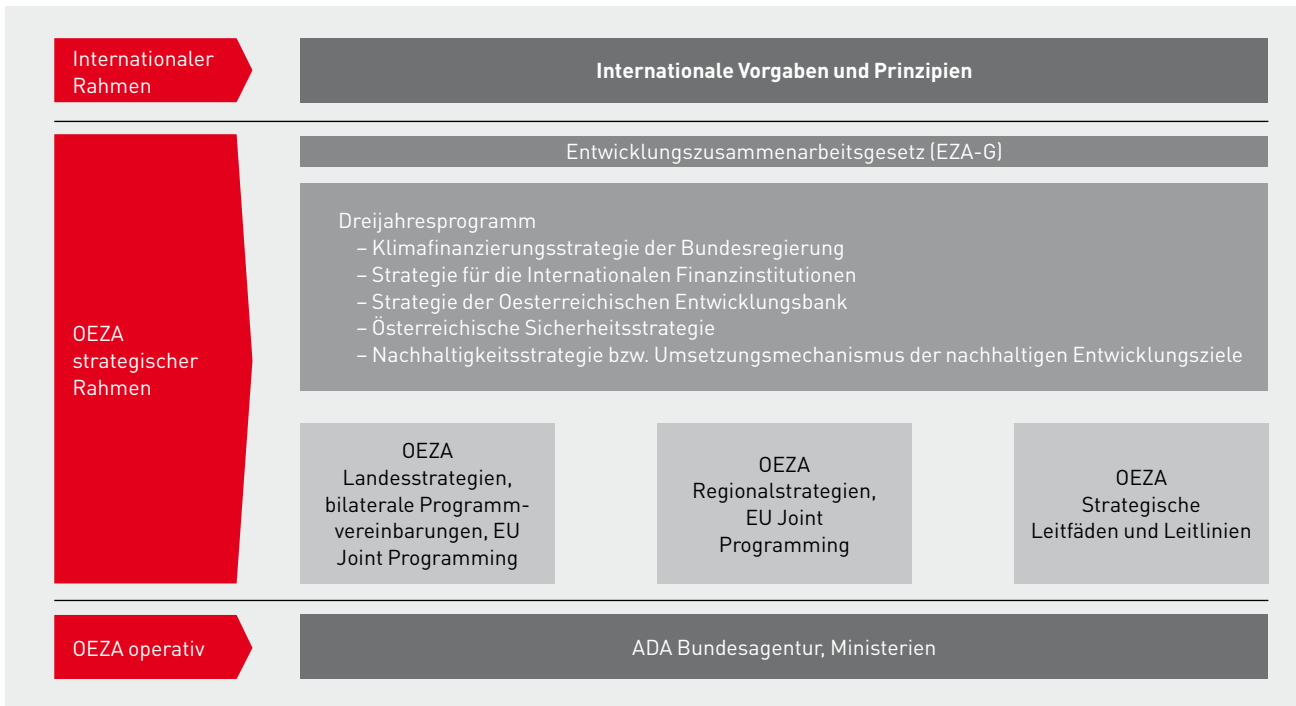 Internationaler
Rahmen
Internationale Vorgaben und Prinzipien
OEZA
strategischer
Rahmen
Entwicklungszusammenarbeitsgesetz (EZA-G)
Dreijahresprogramm
– Klimafinanzierungsstrategie der Bundesregierung
– Strategie für die Internationalen Finanzinstitutionen
– Strategie der Oesterreichischen Entwicklungsbank
– Österreichische Sicherheitsstrategie
– Nachhaltigkeitsstrategie bzw. Umsetzungsmechanismus der nachhaltigen Entwicklungsziele
OEZA
Landesstrategien,
bilaterale Programm-
vereinbarungen, EU
Joint Programming
OEZA
Regionalstrategien,
EU Joint
Programming
OEZA
Strategische
Leitfäden und Leitlinien
OEZA operativ
ADA Bundesagentur, Ministerien